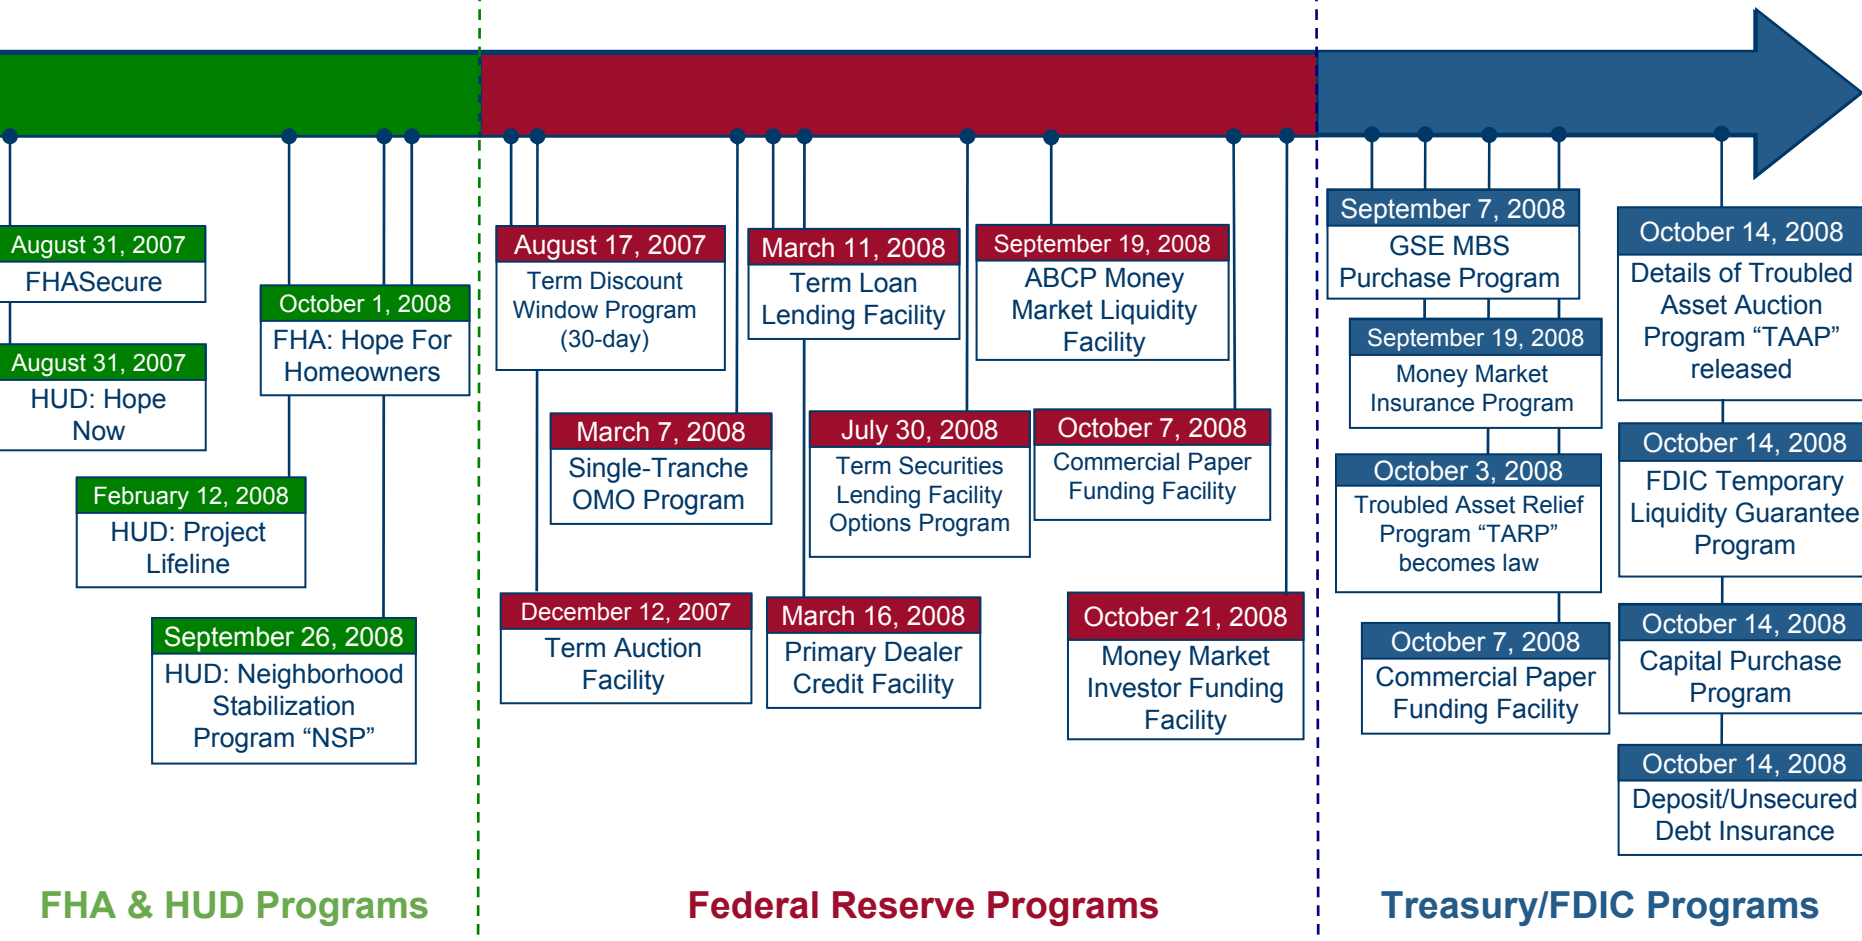 August 31, 2007
FHASecure
August 31, 2007
HUD: Hope
Now
February 12, 2008
HUD: Project
Lifeline
September 26, 2008
HUD: Neighborhood
Stabilization
Program “NSP”
October 1, 2008
FHA: Hope For
Homeowners
August 17, 2007
Term Discount
Window Program
(30-day)
December 12, 2007
Term Auction
Facility
March 7, 2008
Single-Tranche
OMO Program
March 11, 2008
Term Loan
Lending Facility
March 16, 2008
Primary Dealer
Credit Facility
July 30, 2008
Term Securities
Lending Facility
Options Program
September 19, 2008
ABCP Money
Market Liquidity
Facility
October 7, 2008
Commercial Paper
Funding Facility
October 21, 2008
Money Market
Investor Funding
Facility
September 7, 2008
GSE MBS
Purchase Program
September 19, 2008
Money Market
Insurance Program
October 3, 2008
Troubled Asset Relief
Program “TARP”
becomes law
October 7, 2008
Commercial Paper
Funding Facility
October 14, 2008
Details of Troubled
Asset Auction
Program “TAAP”
released
October 14, 2008
FDIC Temporary
Liquidity Guarantee
Program
October 14, 2008
Capital Purchase
Program
October 14, 2008
Deposit/Unsecured
Debt Insurance
FHA & HUD Programs
Federal Reserve Programs
Treasury/FDIC Programs